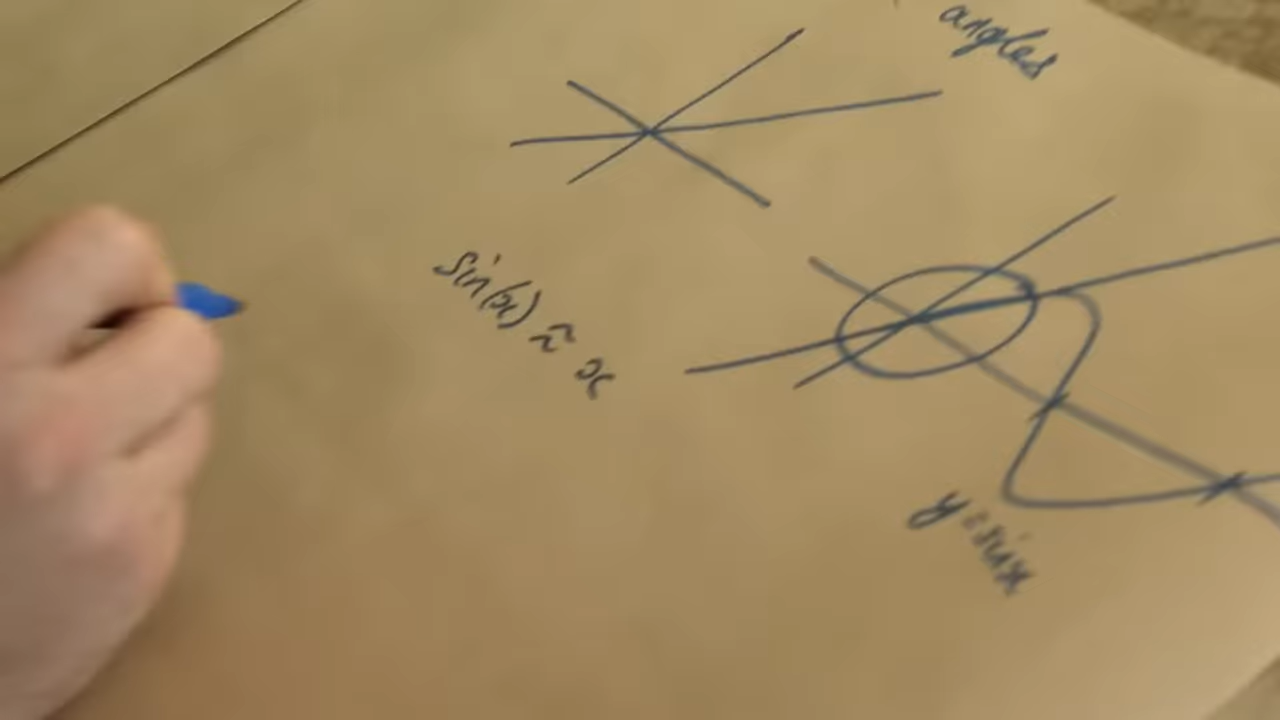 angles
sin(x) ≈ x
y = sin x